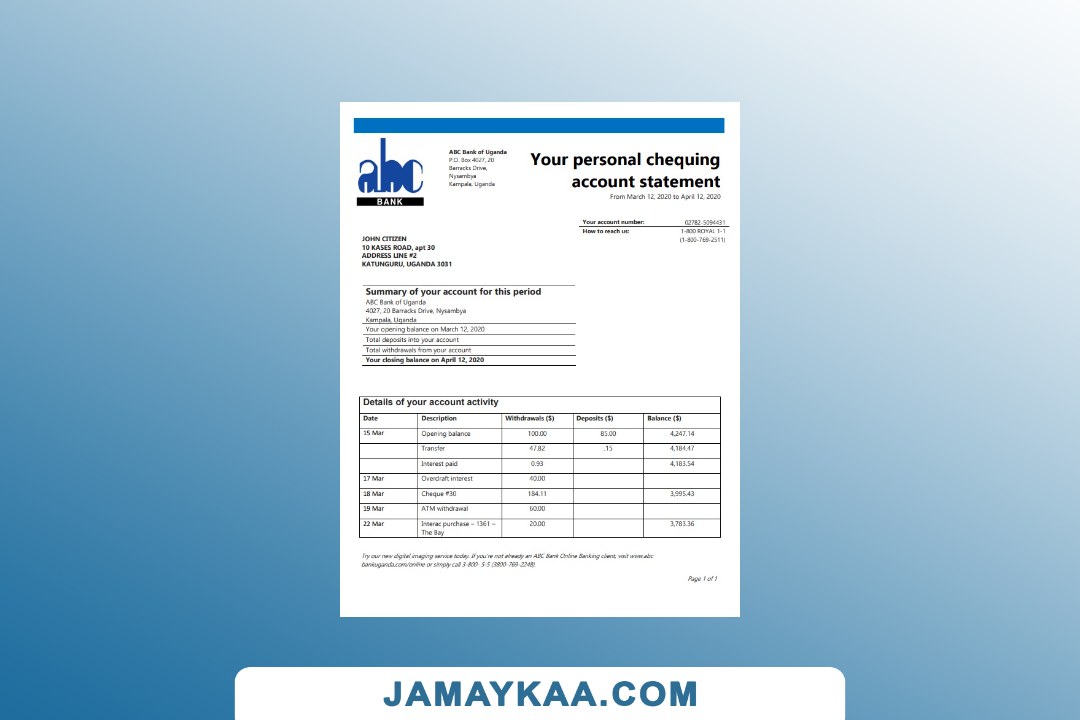 abc
BANK
ABC Bank of Uganda
P.O. Box 4027, 20
Barracks Drive,
Nysambya
Kampala, Uganda
Your personal chequing
account statement
From March 12, 2020 to April 12, 2020
Your account number: 02782-5094431
How to reach us: 1-800 ROYAL 1-1
(1-800-769-2511)
JOHN CITIZEN
10 KASES ROAD, apt 30
ADDRESS LINE #2
KATUNGURU, UGANDA 3031
Summary of your account for this period
ABC Bank of Uganda
4027, 20 Barracks Drive, Nysambya
Kampala, Uganda
Your opening balance on March 12, 2020
Total deposits into your account
Total withdrawals from your account
Your closing balance on April 12, 2020
Details of your account activity
Date Description Withdrawals ($) Deposits ($) Balance ($)
15 Mar Opening balance 100.00 85.00 4,247.14
Transfer 47.82 .15 4,184.47
Interest paid 0.93 4,183.54
17 Mar Overdraft interest 40.00
18 Mar Cheque #30 184.11 3,995.43
19 Mar ATM withdrawal 60.00
22 Mar Interac purchase – 1361 – 20.00 3,783.36
The Bay
Try our new digital imaging service today. If you're not already an ABC Bank Online Banking client, visit www.abc
bankuganda.com/online or simply call 3-800- 5-5 (3800-769-2248).
Page 1 of 1
JAMAYKAA.COM